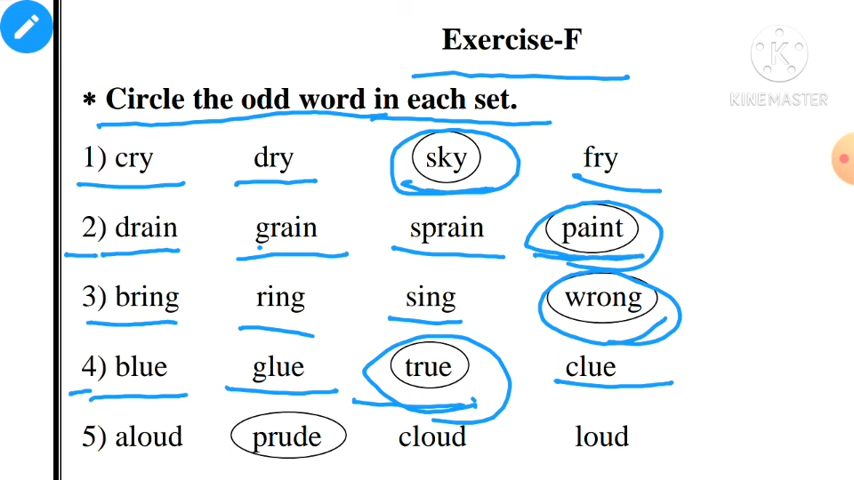 Exercise-F
KINEMASTER
* Circle the odd word in each set.
1) cry dry sky fry
2) drain grain sprain paint
3) bring ring sing wrong
4) blue glue true clue
5) aloud prude cloud loud